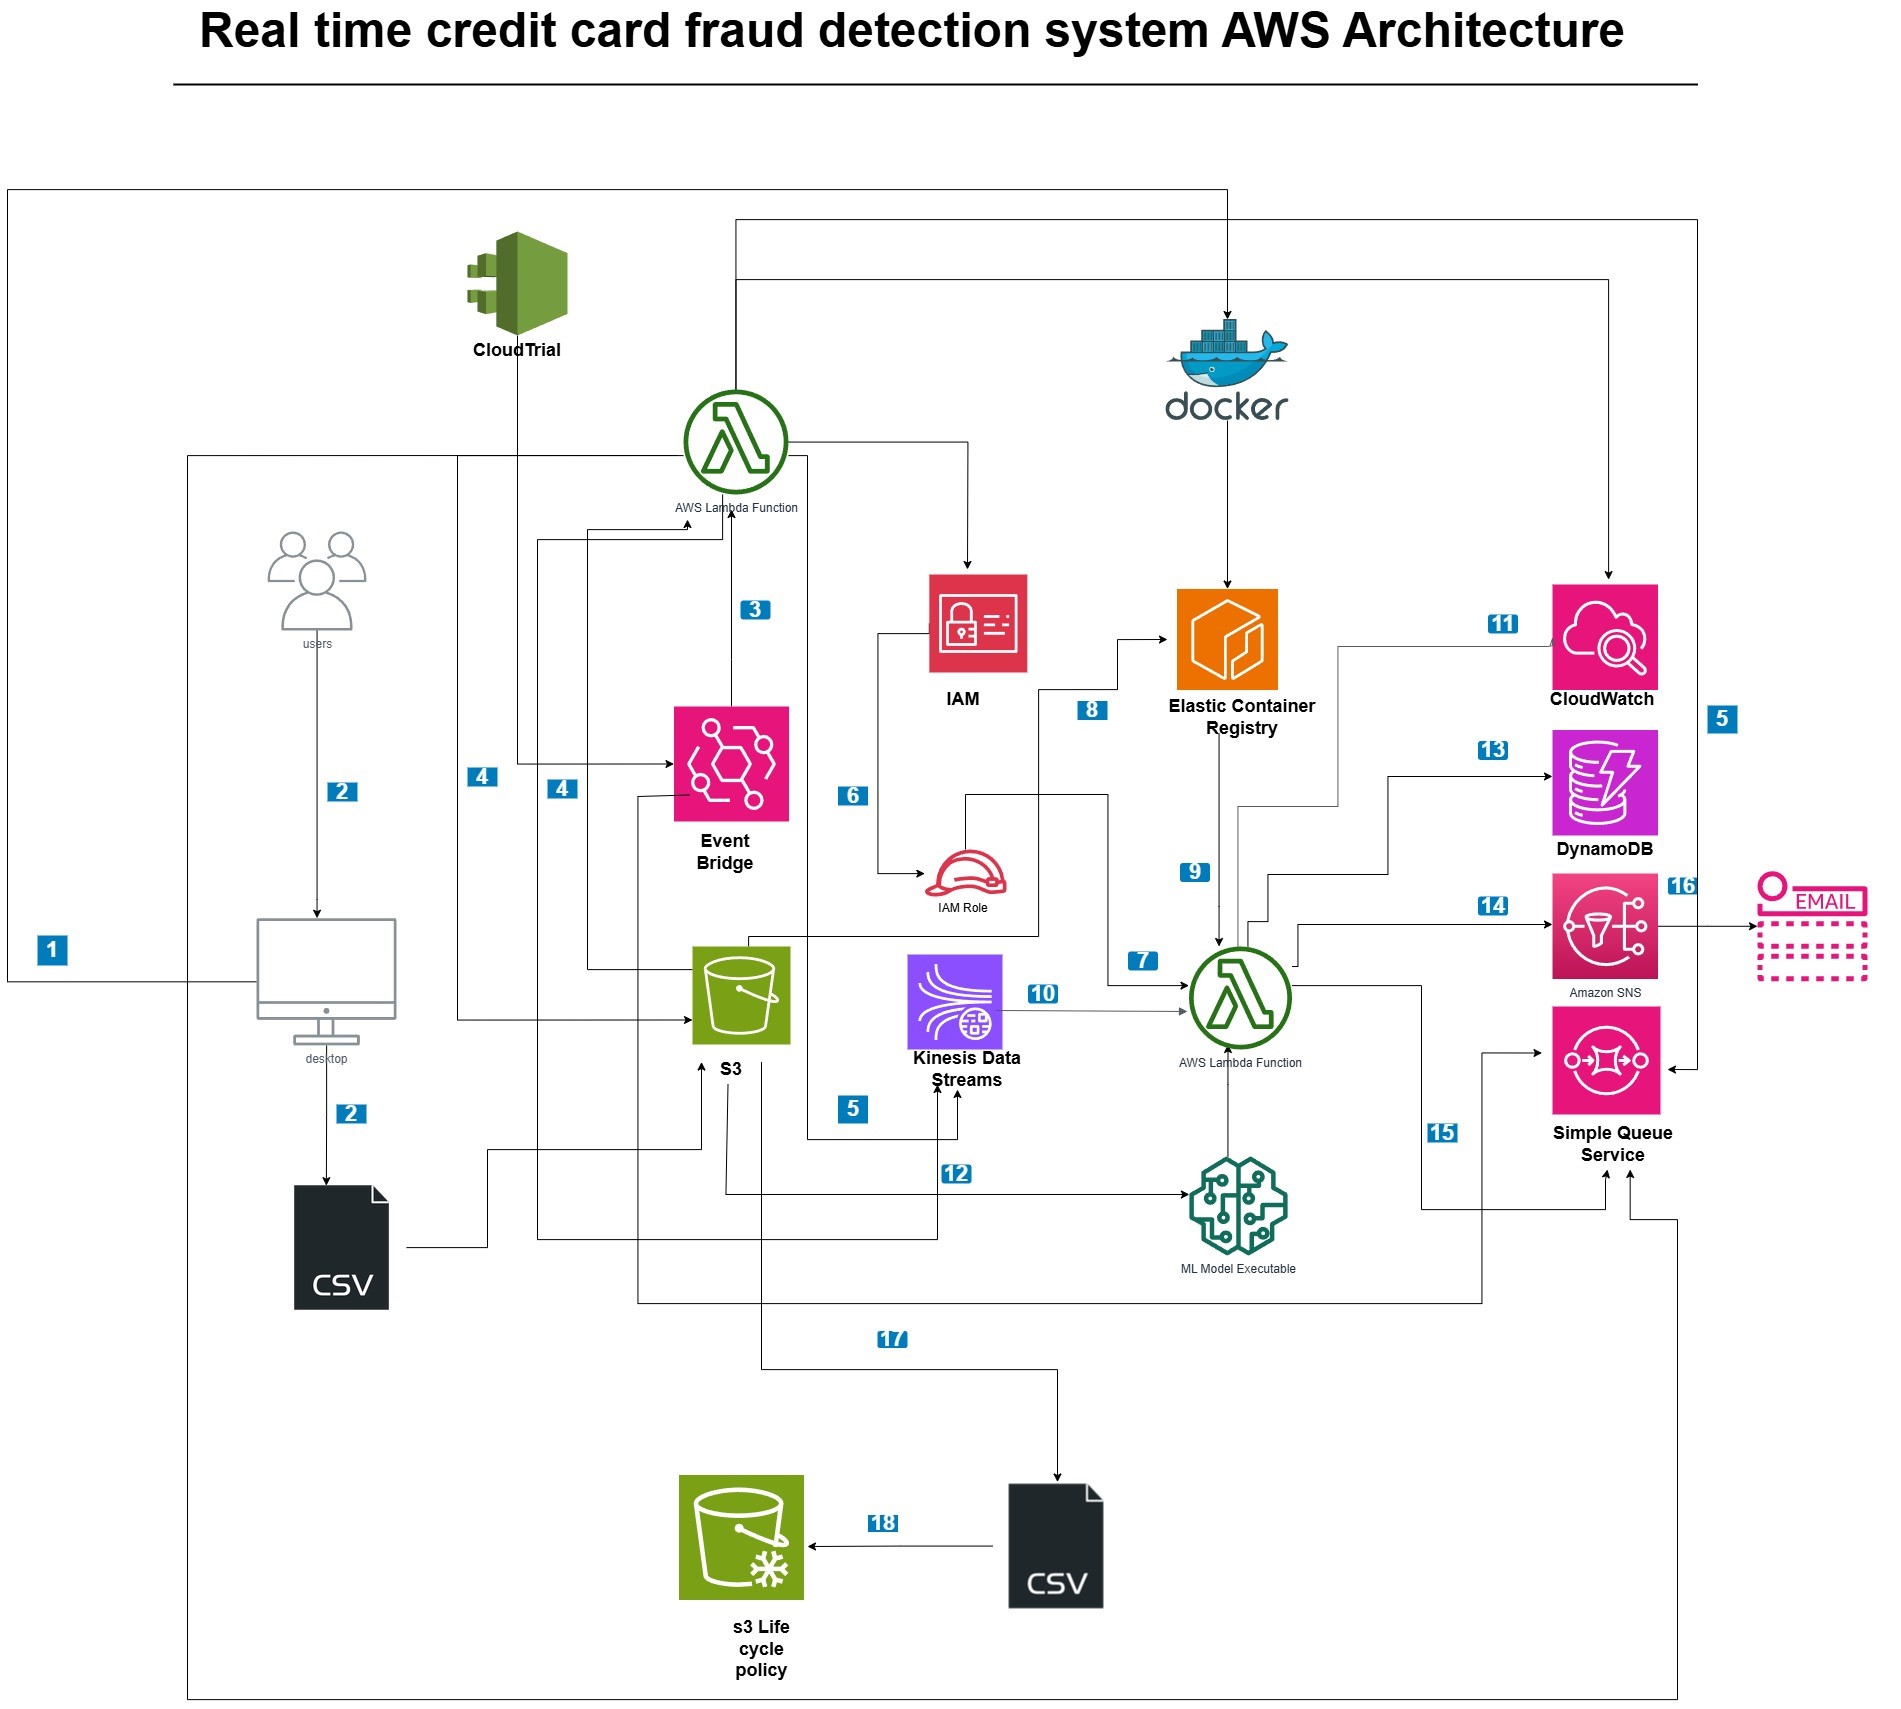 Real time credit card fraud detection system AWS Architecture
CloudTrial
docker
AWS Lambda Function
users
3
11
IAM
Elastic Container
Registry
CloudWatch
8
5
13
4
4
2
6
Event
Bridge
DynamoDB
9
16
EMAIL
IAM Role
14
1
7
10
Amazon SNS
desktop
S3
Kinesis Data
Streams
AWS Lambda Function
2
5
15
Simple Queue
Service
12
CSV
ML Model Executable
17
18
CSV
s3 Life
cycle
policy